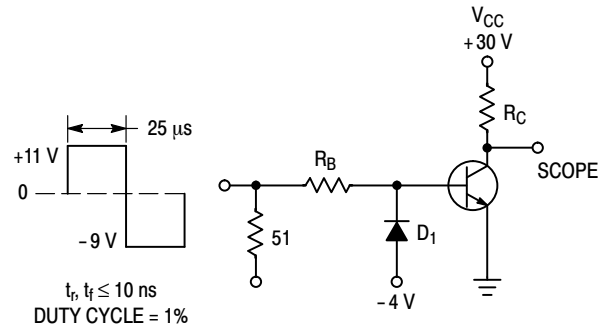 V_CC
+30 V
R_C
SCOPE
25 μs
+11 V
0
−9 V
R_B
51
D_1
−4 V
t_r, t_f ≤ 10 ns
DUTY CYCLE = 1%